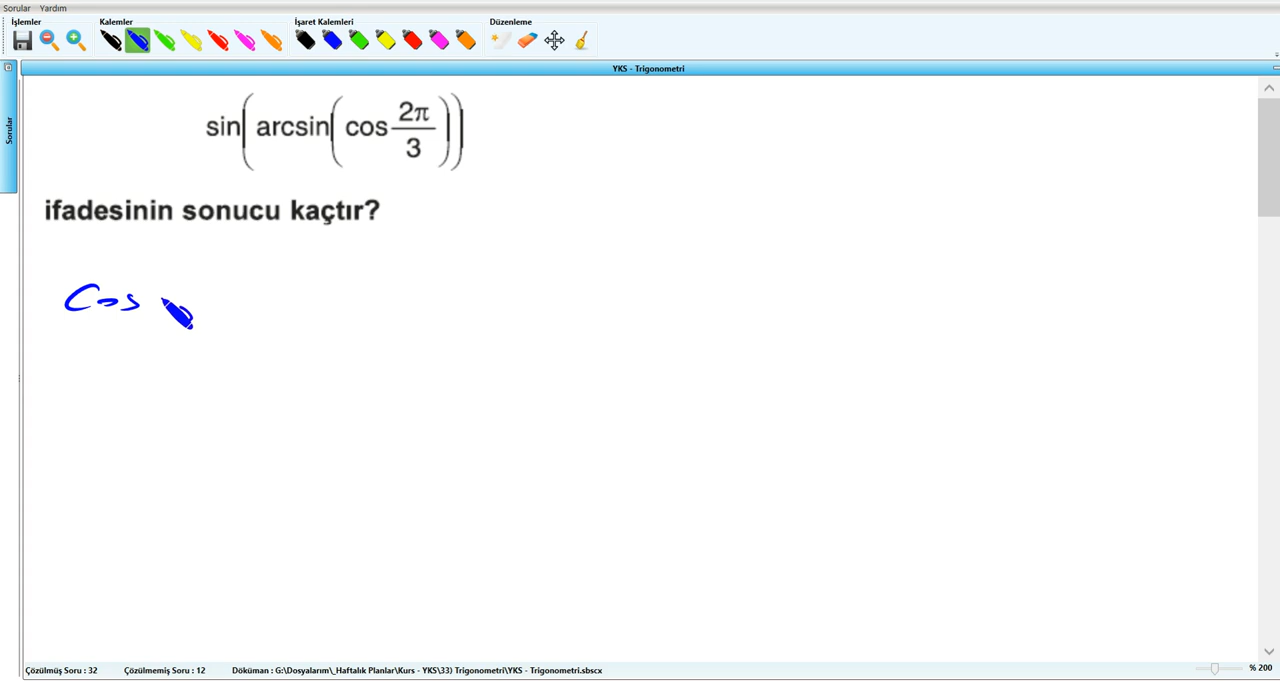 Sorular Yardım
İşlemler Kalemler İşaret Kalemleri Düzenleme
YKS - Trigonometri
Sorular
sin(arcsin(cos 2π/3))
ifadesinin sonucu kaçtır?
Cos
Çözülmüş Soru : 32 Çözülmemiş Soru : 12 Döküman : G:\Dosyalarım\_Haftalık Planlar\Kurs - YKS\33) Trigonometri\YKS - Trigonometri.sbscx % 200